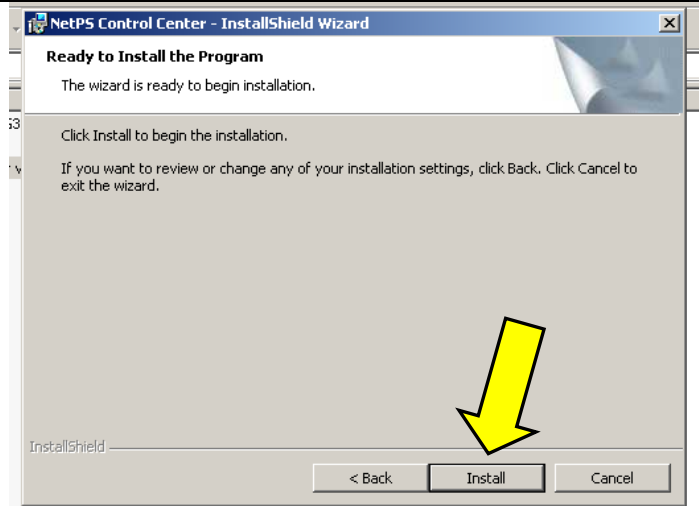 NetPS Control Center - InstallShield Wizard
Ready to Install the Program
The wizard is ready to begin installation.
Click Install to begin the installation.
If you want to review or change any of your installation settings, click Back. Click Cancel to
exit the wizard.
InstallShield
< Back Install Cancel